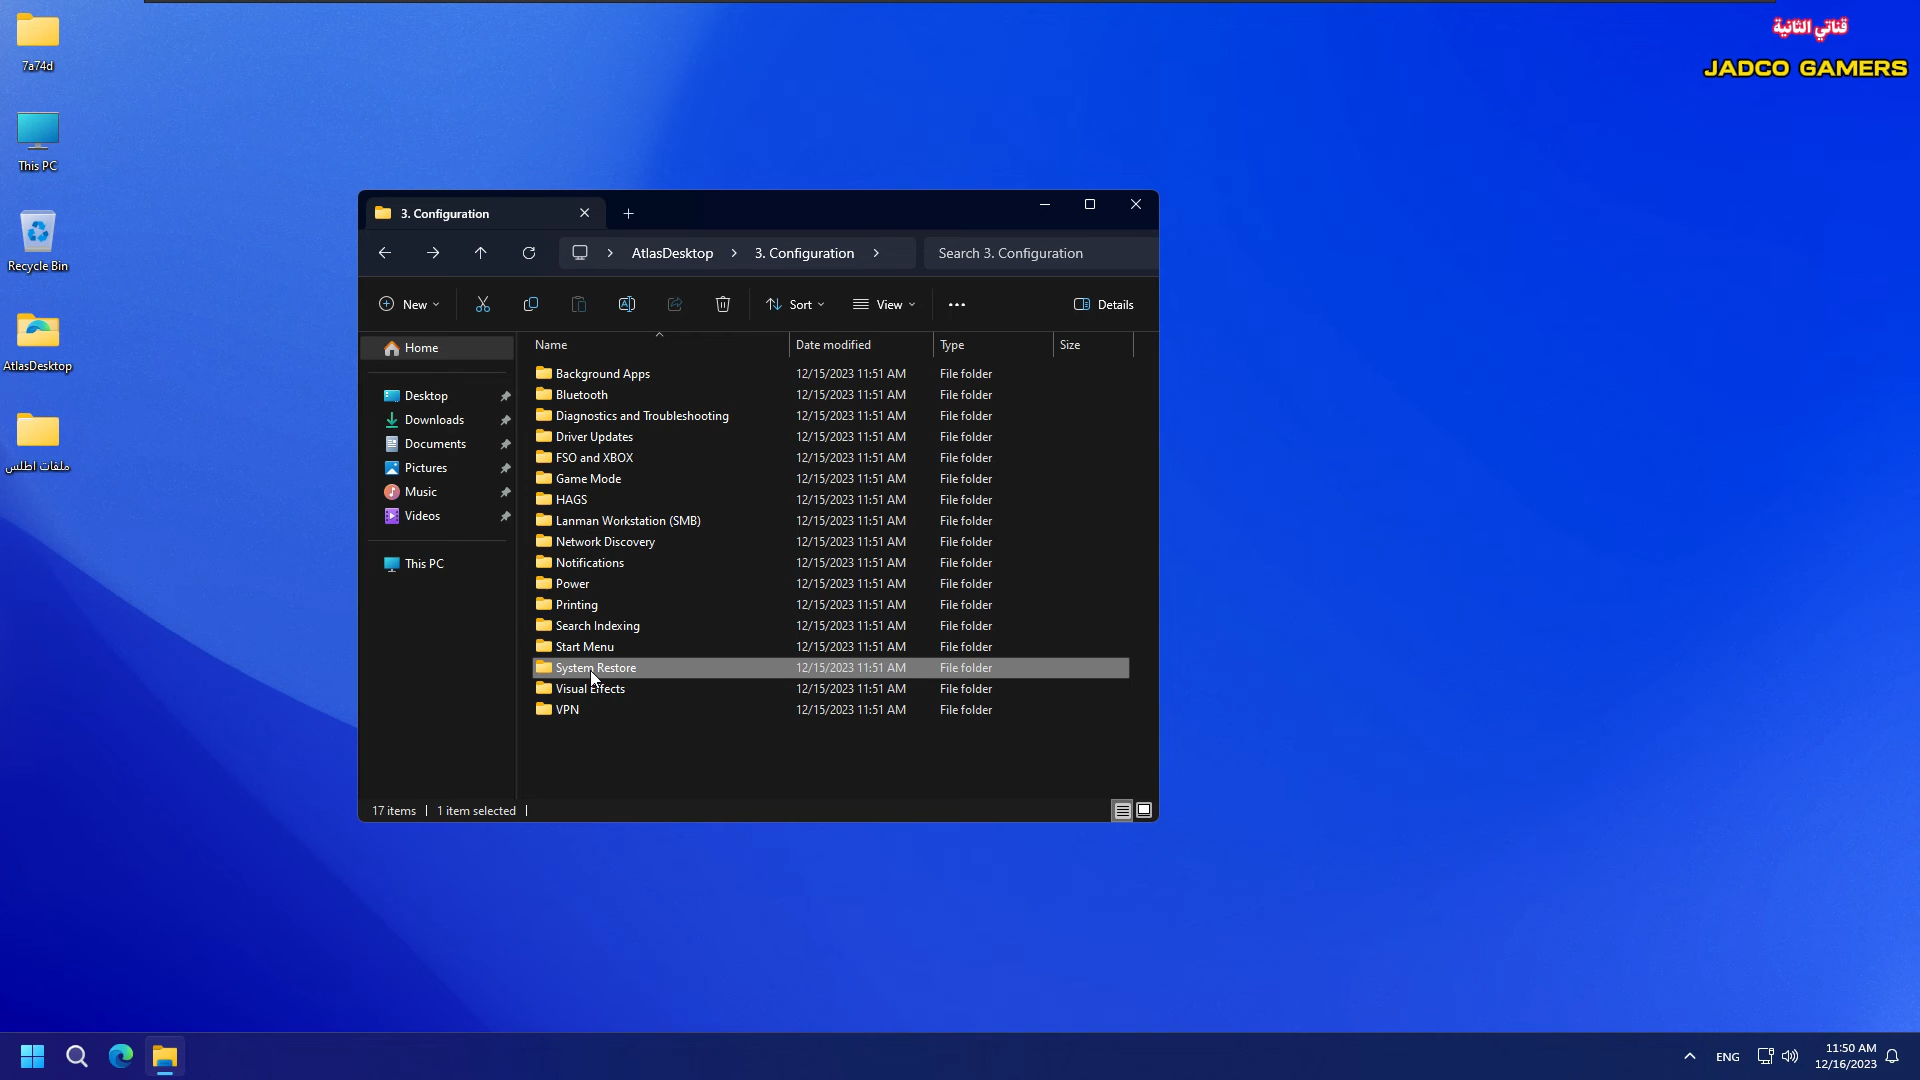 قناتي الثانية
JADCO GAMERS
7a74d
This PC
Recycle Bin
AtlasDesktop
ملفات اطلس
3. Configuration
AtlasDesktop
3. Configuration
Search 3. Configuration
New
Sort
View
Details
Home
Desktop
Downloads
Documents
Pictures
Music
Videos
This PC
Name Date modified Type Size
Background Apps 12/15/2023 11:51 AM File folder
Bluetooth 12/15/2023 11:51 AM File folder
Diagnostics and Troubleshooting 12/15/2023 11:51 AM File folder
Driver Updates 12/15/2023 11:51 AM File folder
FSO and XBOX 12/15/2023 11:51 AM File folder
Game Mode 12/15/2023 11:51 AM File folder
HAGS 12/15/2023 11:51 AM File folder
Lanman Workstation (SMB) 12/15/2023 11:51 AM File folder
Network Discovery 12/15/2023 11:51 AM File folder
Notifications 12/15/2023 11:51 AM File folder
Power 12/15/2023 11:51 AM File folder
Printing 12/15/2023 11:51 AM File folder
Search Indexing 12/15/2023 11:51 AM File folder
Start Menu 12/15/2023 11:51 AM File folder
System Restore 12/15/2023 11:51 AM File folder
Visual Effects 12/15/2023 11:51 AM File folder
VPN 12/15/2023 11:51 AM File folder
17 items 1 item selected
ENG
11:50 AM
12/16/2023